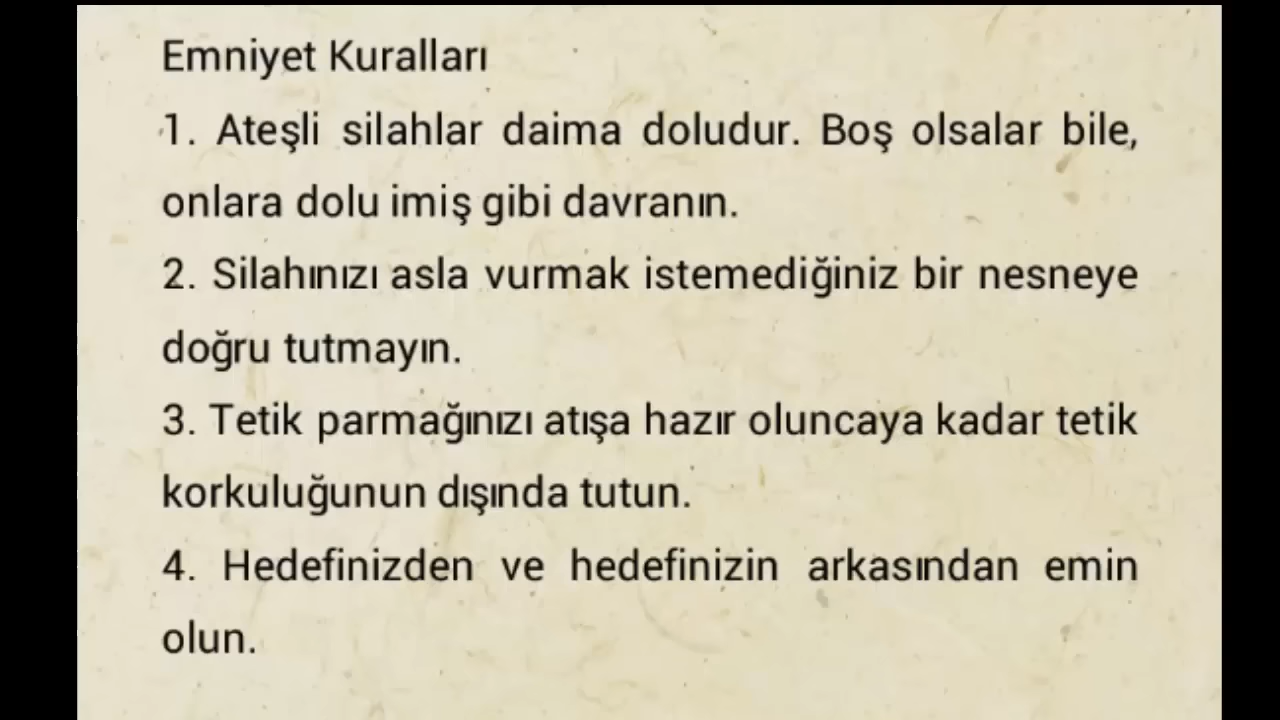 Emniyet Kuralları
1. Ateşli silahlar daima doludur. Boş olsalar bile,
onlara dolu imiş gibi davranın.
2. Silahınızı asla vurmak istemediğiniz bir nesneye
doğru tutmayın.
3. Tetik parmağınızı atışa hazır oluncaya kadar tetik
korkuluğunun dışında tutun.
4. Hedefinizden ve hedefinizin arkasından emin
olun.